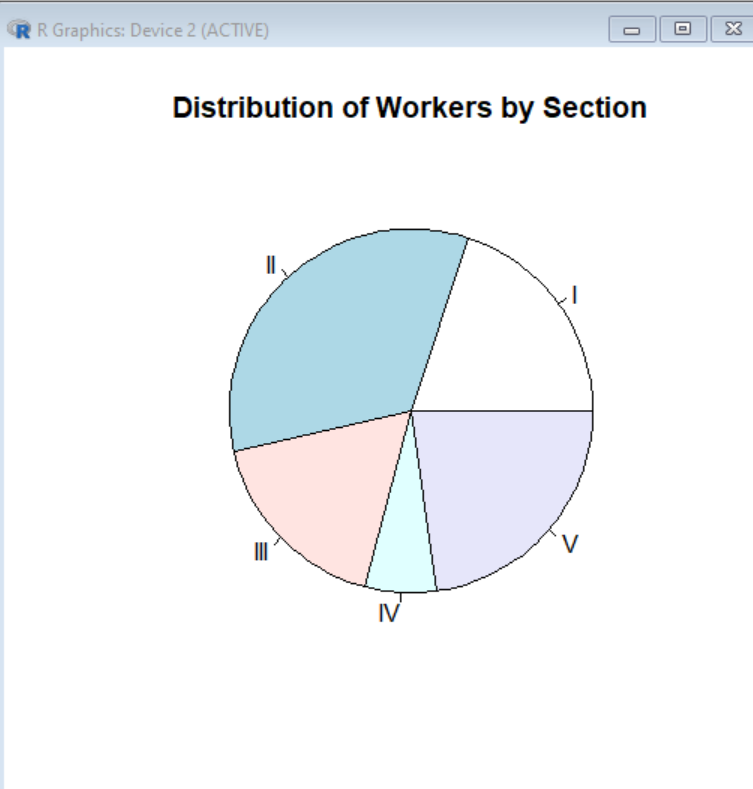 R Graphics: Device 2 (ACTIVE)
Distribution of Workers by Section
II
I
III
V
IV